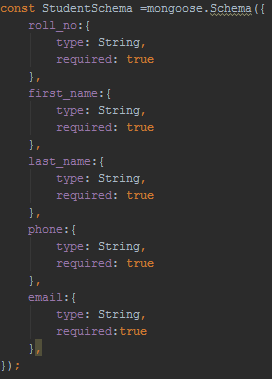 const StudentSchema =mongoose.Schema({
    roll_no:{
        type: String,
        required: true
    },
    first_name:{
        type: String,
        required: true
    },
    last_name:{
        type: String,
        required: true
    },
    phone:{
        type: String,
        required: true
    },
    email:{
        type: String,
        required:true
    },
});